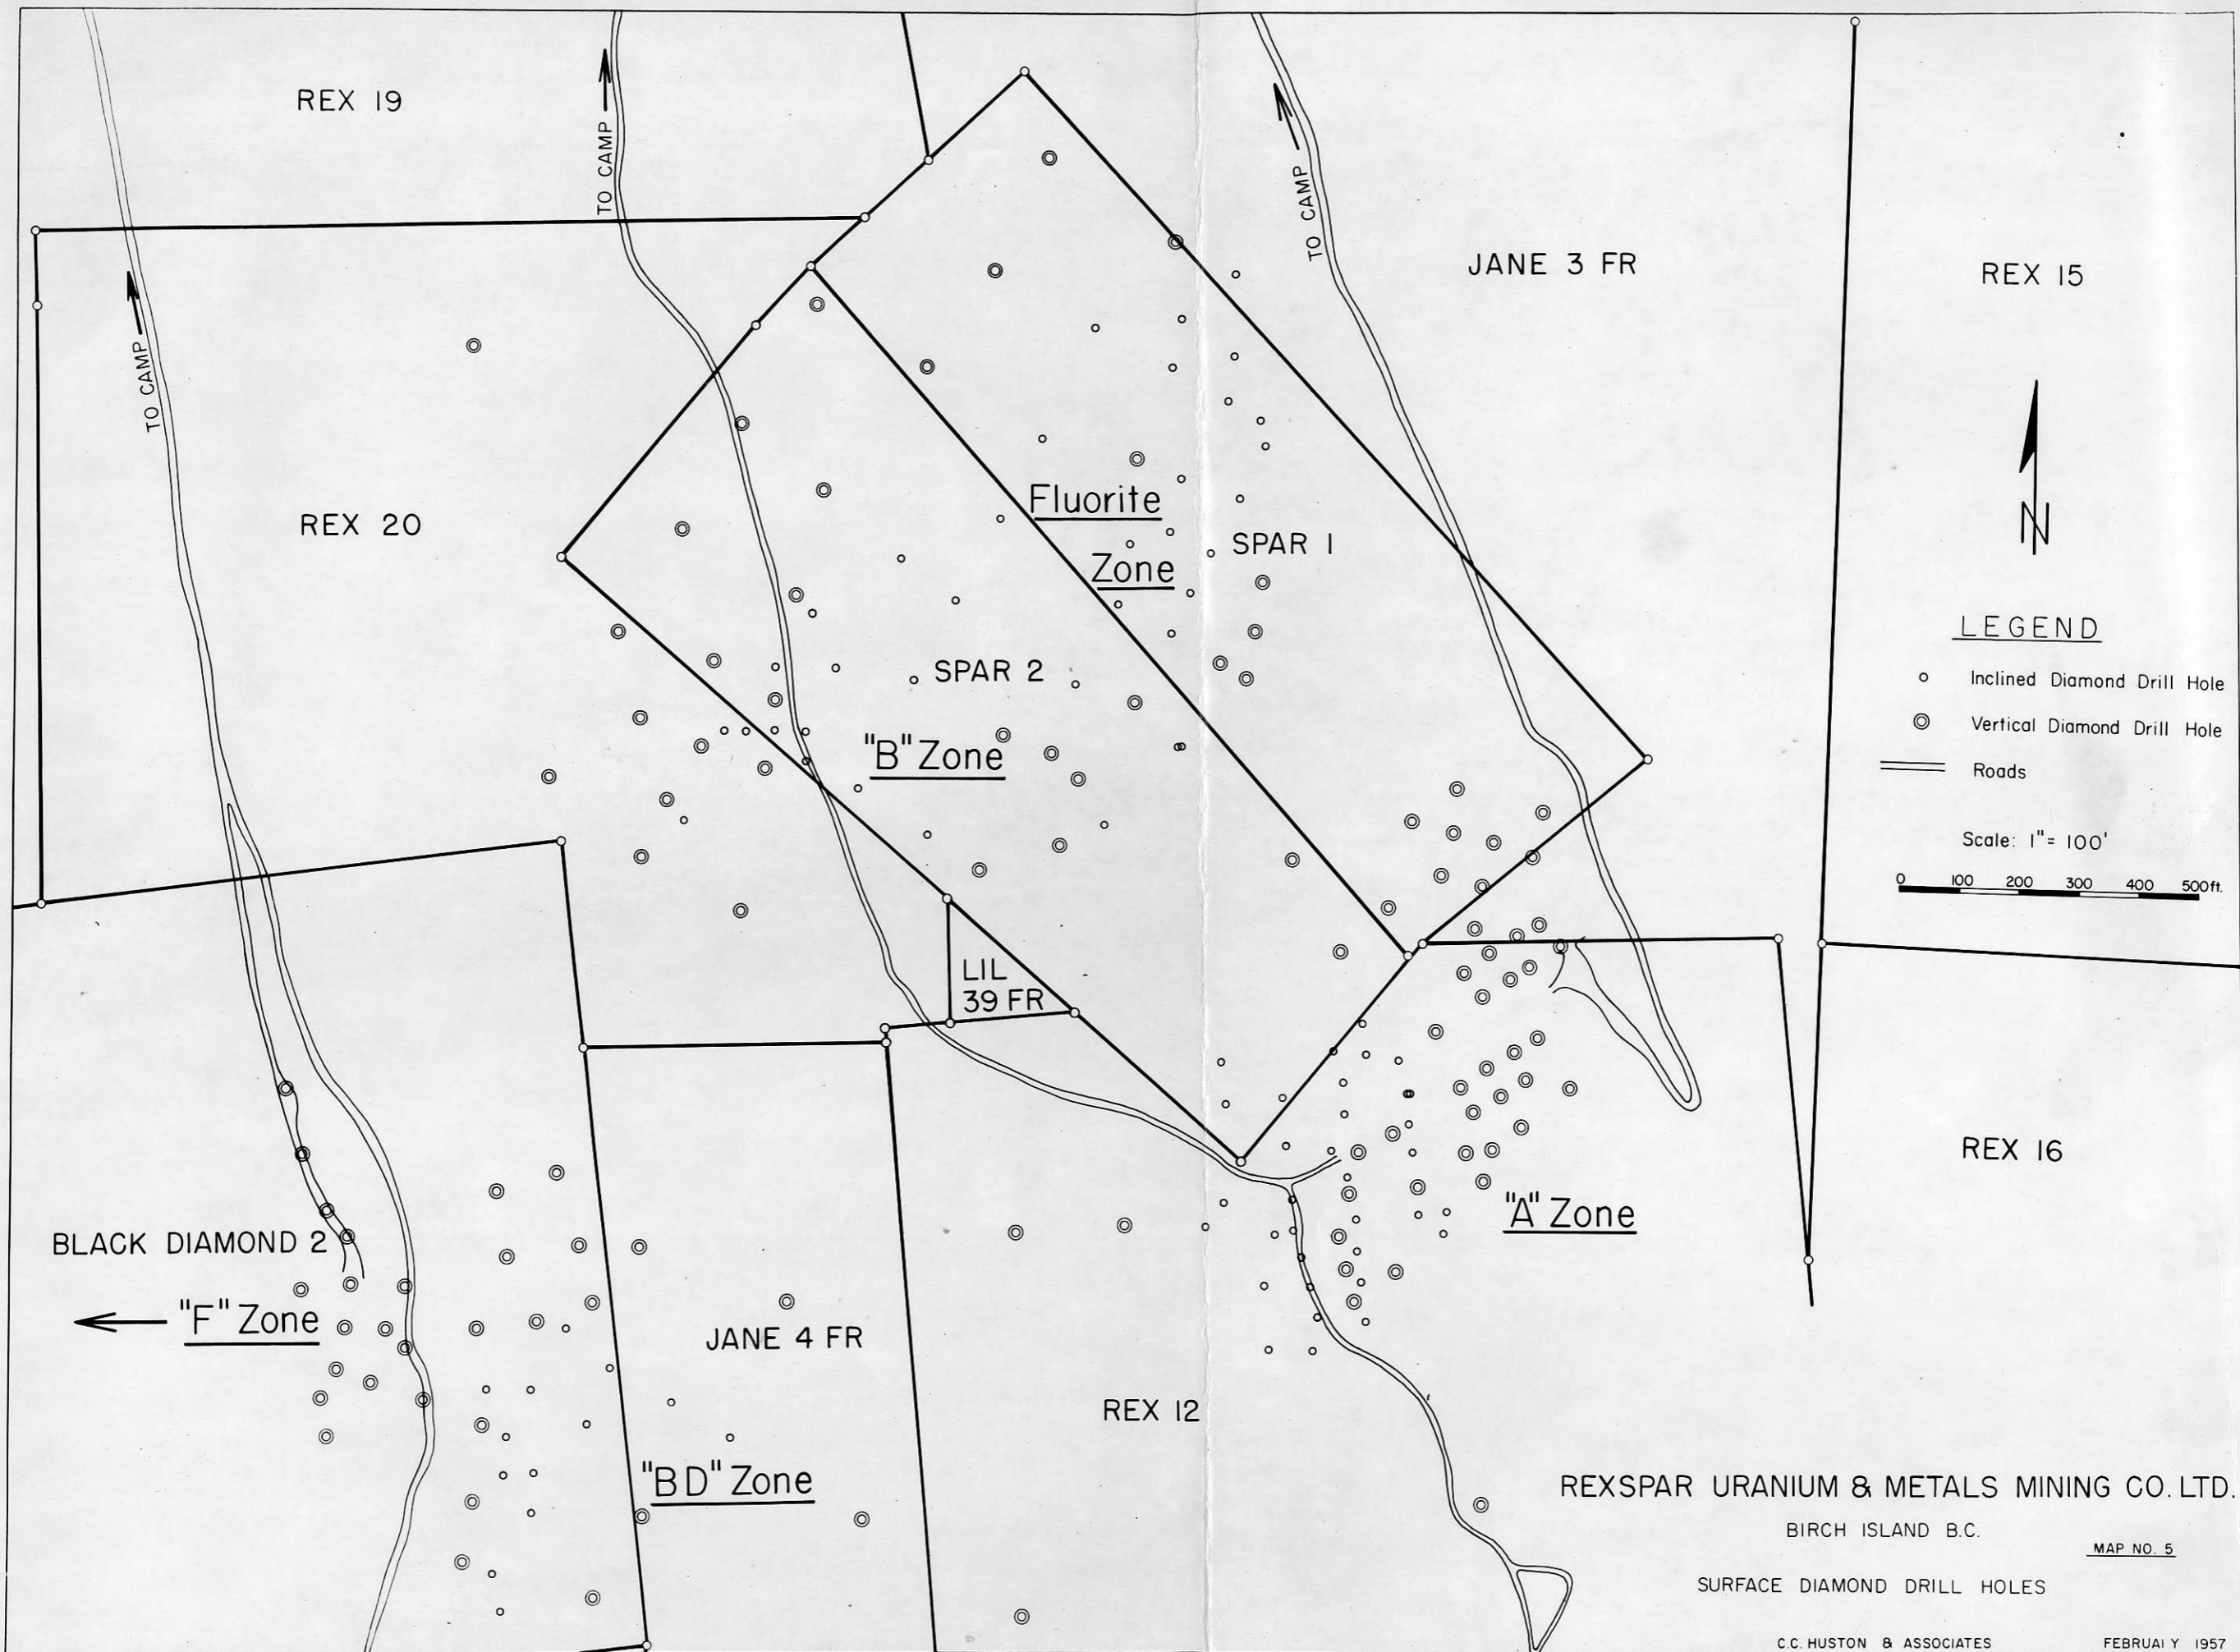 REX 19
TO CAMP
TO CAMP
TO CAMP
JANE 3 FR
REX 15
REX 20
Fluorite
Zone
SPAR 1
N
LEGEND
Inclined Diamond Drill Hole
Vertical Diamond Drill Hole
Roads
Scale: 1" = 100'
0 100 200 300 400 500 ft.
SPAR 2
"B" Zone
LIL
39 FR
REX 16
"A" Zone
BLACK DIAMOND 2
"F" Zone
JANE 4 FR
REX 12
"BD" Zone
REXSPAR URANIUM & METALS MINING CO. LTD.
BIRCH ISLAND B.C.
MAP NO. 5
SURFACE DIAMOND DRILL HOLES
C.C. HUSTON & ASSOCIATES
FEBRUAI Y 1957